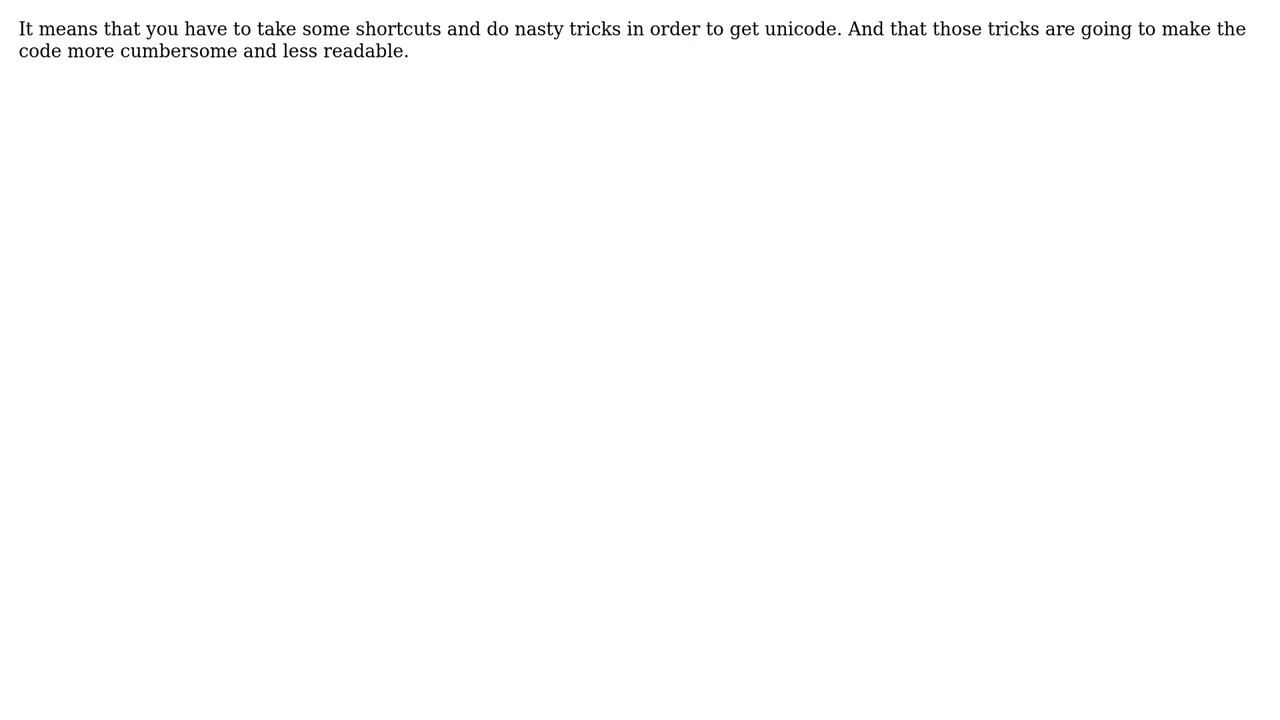 It means that you have to take some shortcuts and do nasty tricks in order to get unicode. And that those tricks are going to make the
code more cumbersome and less readable.